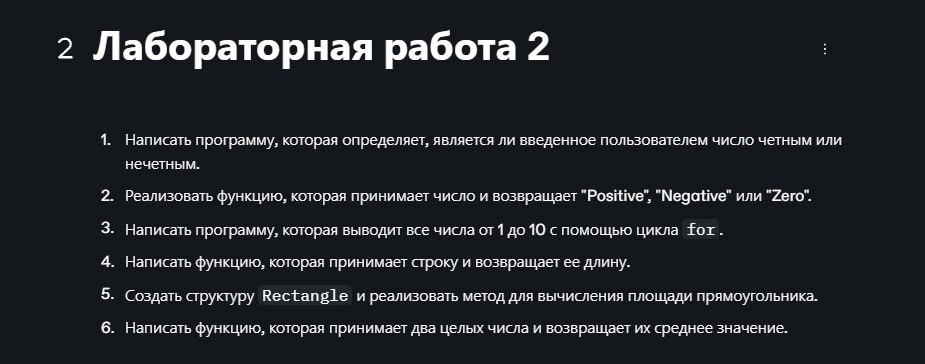 2 Лабораторная работа 2
1. Написать программу, которая определяет, является ли введенное пользователем число четным или
нечетным.
2. Реализовать функцию, которая принимает число и возвращает "Positive", "Negative" или "Zero".
3. Написать программу, которая выводит все числа от 1 до 10 с помощью цикла for.
4. Написать функцию, которая принимает строку и возвращает ее длину.
5. Создать структуру Rectangle и реализовать метод для вычисления площади прямоугольника.
6. Написать функцию, которая принимает два целых числа и возвращает их среднее значение.